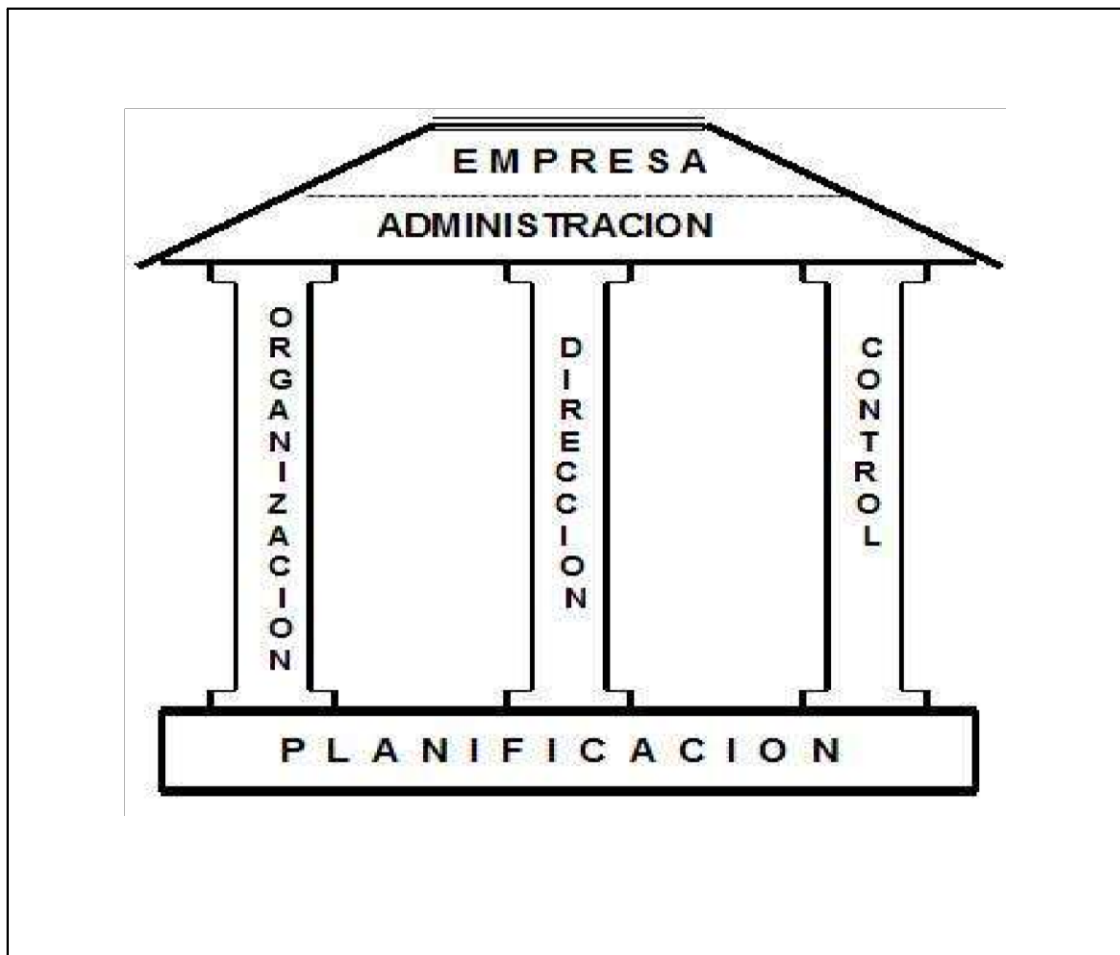 EMPRESA
ADMINISTRACION
ORGANIZACION
DIRECCION
CONTROL
PLANIFICACION